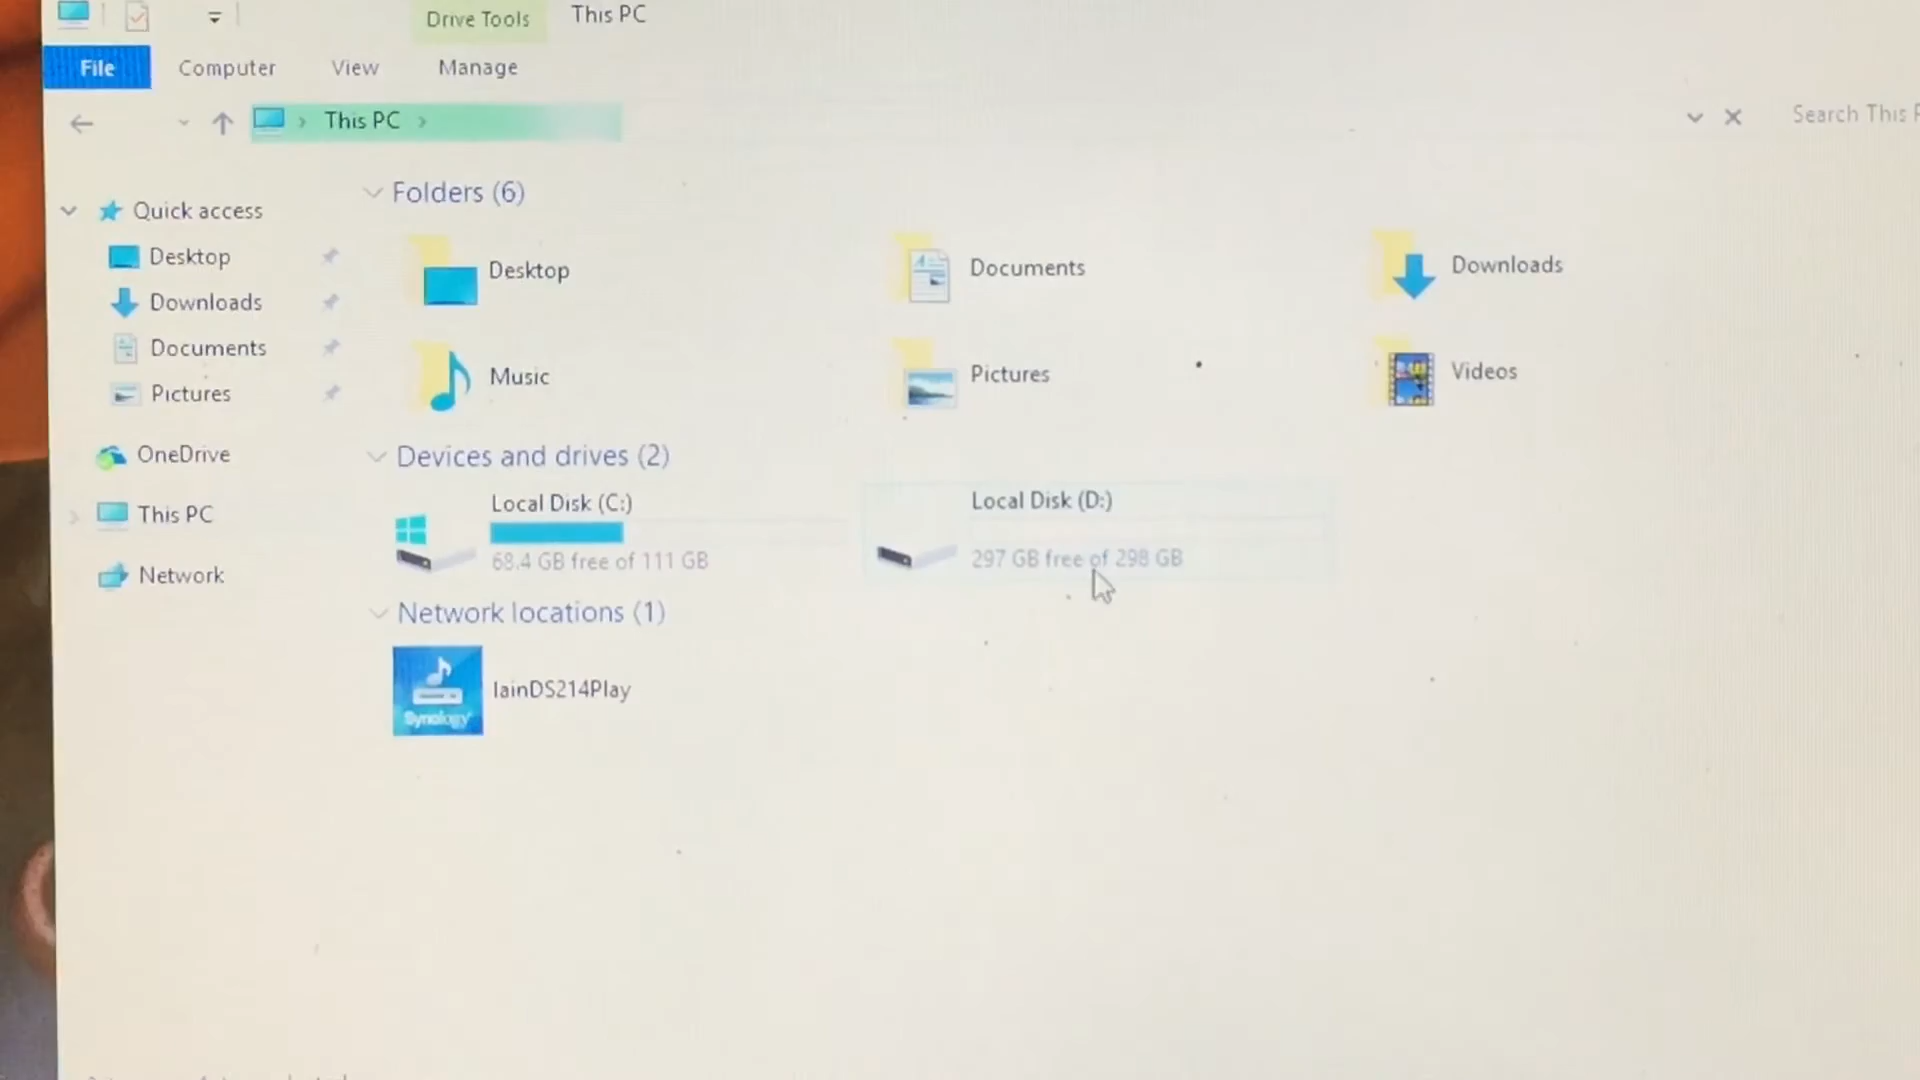 Drive Tools
This PC
File
Computer
View
Manage
This PC
Search This
Quick access
Desktop
Downloads
Documents
Pictures
OneDrive
This PC
Network
Folders (6)
Desktop
Documents
Downloads
Music
Pictures
Videos
Devices and drives (2)
Local Disk (C:)
68.4 GB free of 111 GB
Local Disk (D:)
297 GB free of 298 GB
Network locations (1)
Synology
IainDS214Play